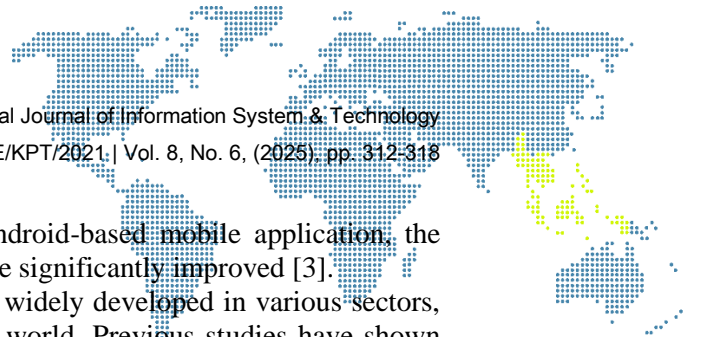 al Journal of Information System & Technology
E/KPT/2021 | Vol. 8, No. 6, (2025), pp. 312-318
ndroid-based mobile application, the
e significantly improved [3].
widely developed in various sectors,
world. Previous studies have shown